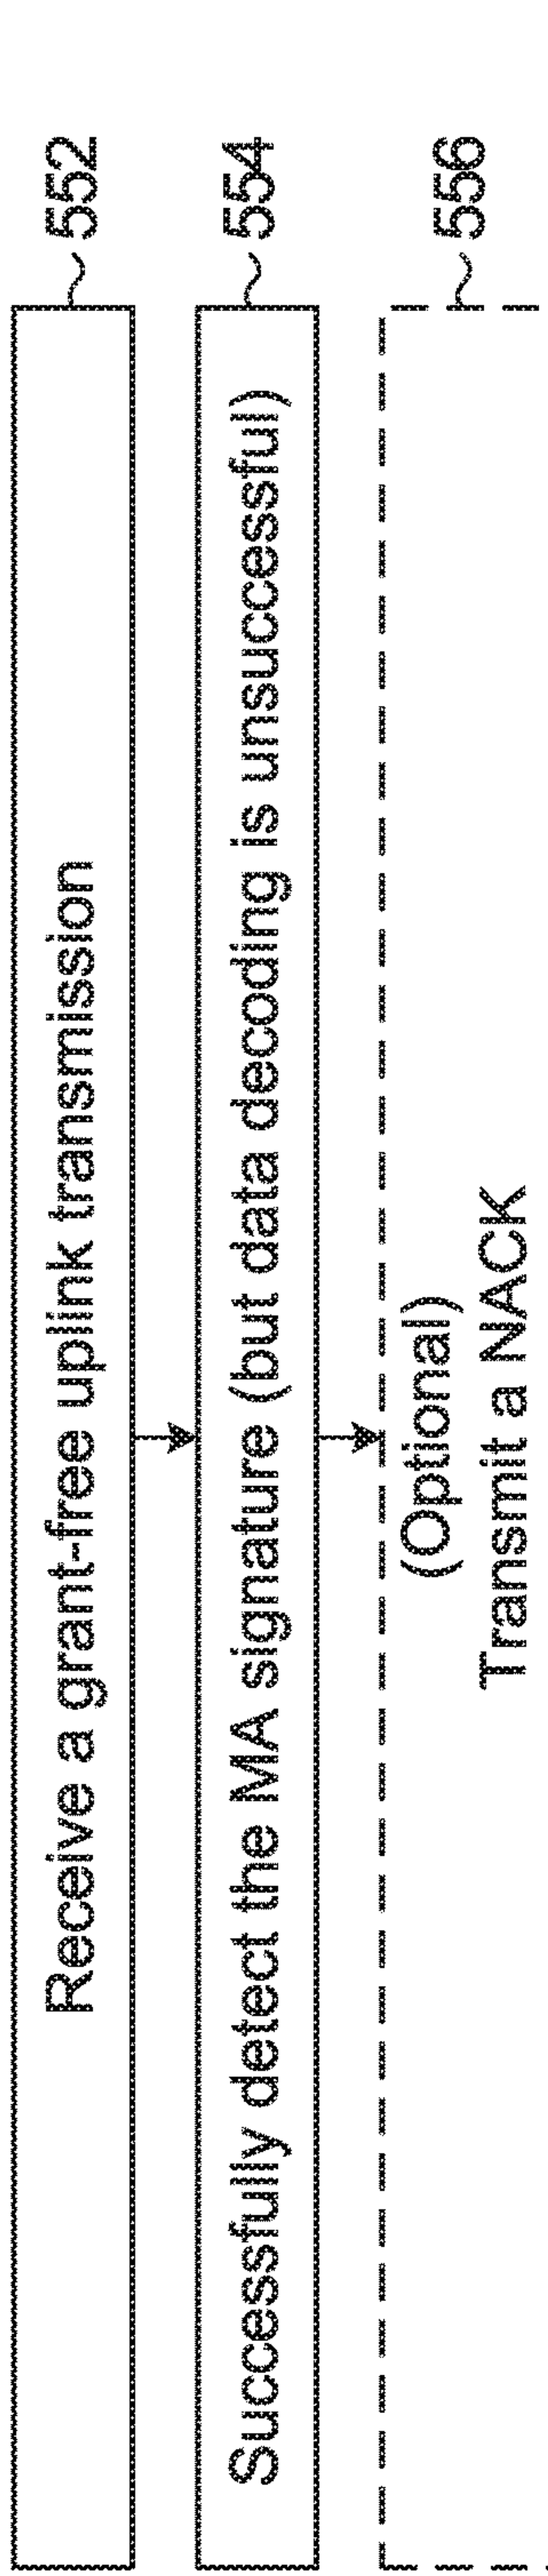 Receive a grant-free uplink transmission
552
Successfully detect the MA signature (but data decoding is unsuccessful)
554
(Optional)
Transmit a NACK
556